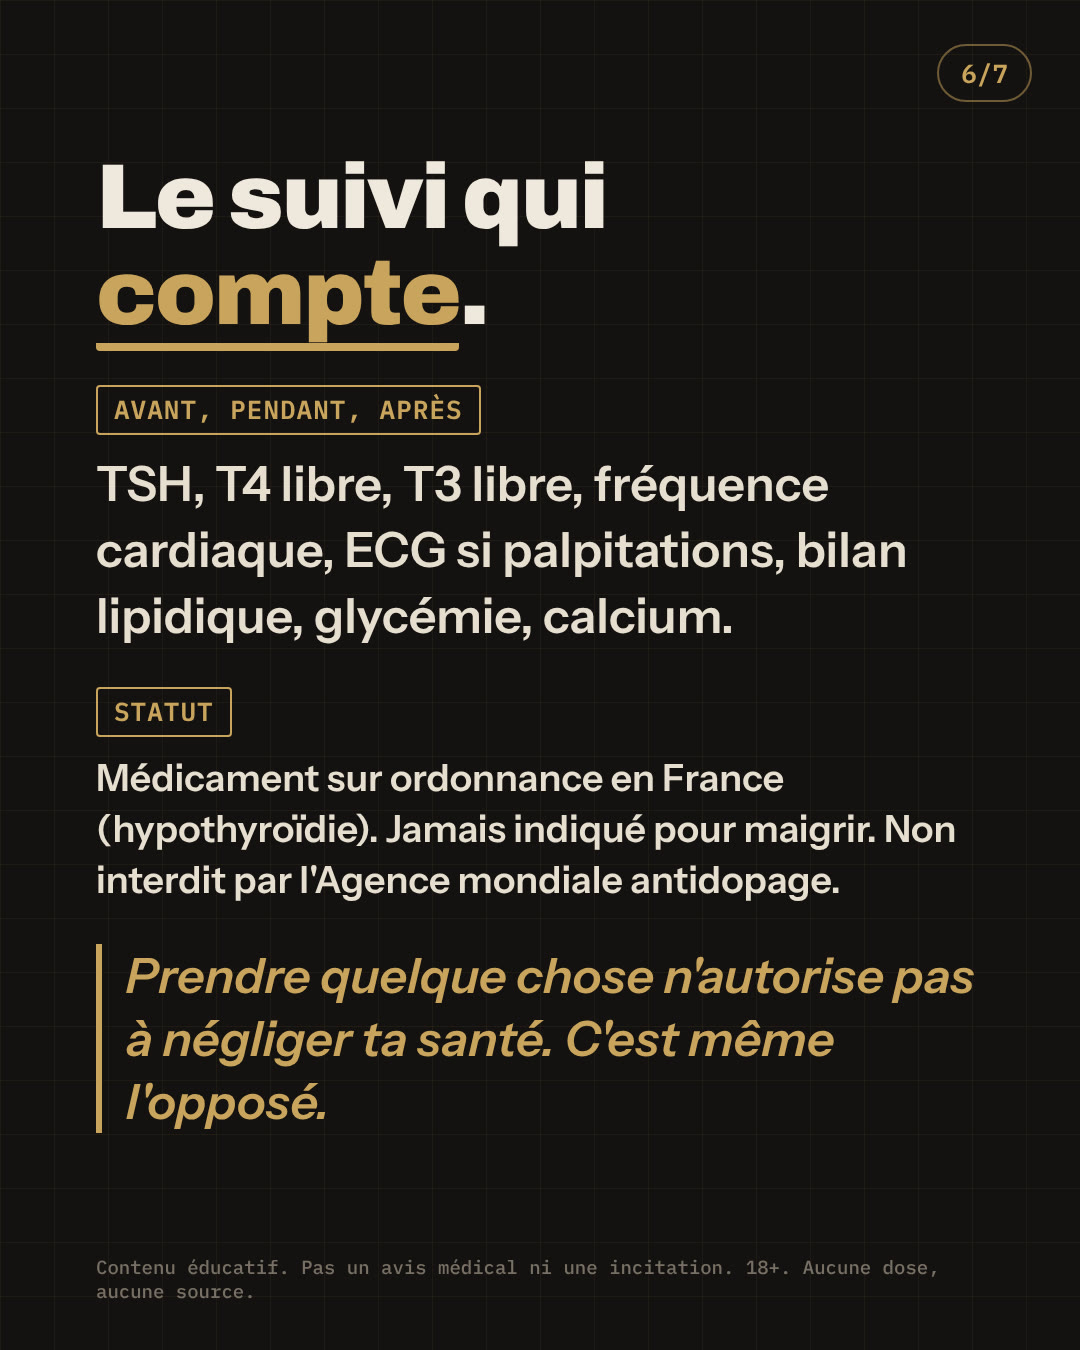 6/7
Le suivi qui
compte.
AVANT, PENDANT, APRÈS
TSH, T4 libre, T3 libre, fréquence
cardiaque, ECG si palpitations, bilan
lipidique, glycémie, calcium.
STATUT
Médicament sur ordonnance en France
(hypothyroïdie). Jamais indiqué pour maigrir. Non
interdit par l'Agence mondiale antidopage.
Prendre quelque chose n'autorise pas
à négliger ta santé. C'est même
l'opposé.
Contenu éducatif. Pas un avis médical ni une incitation. 18+. Aucune dose,
aucune source.